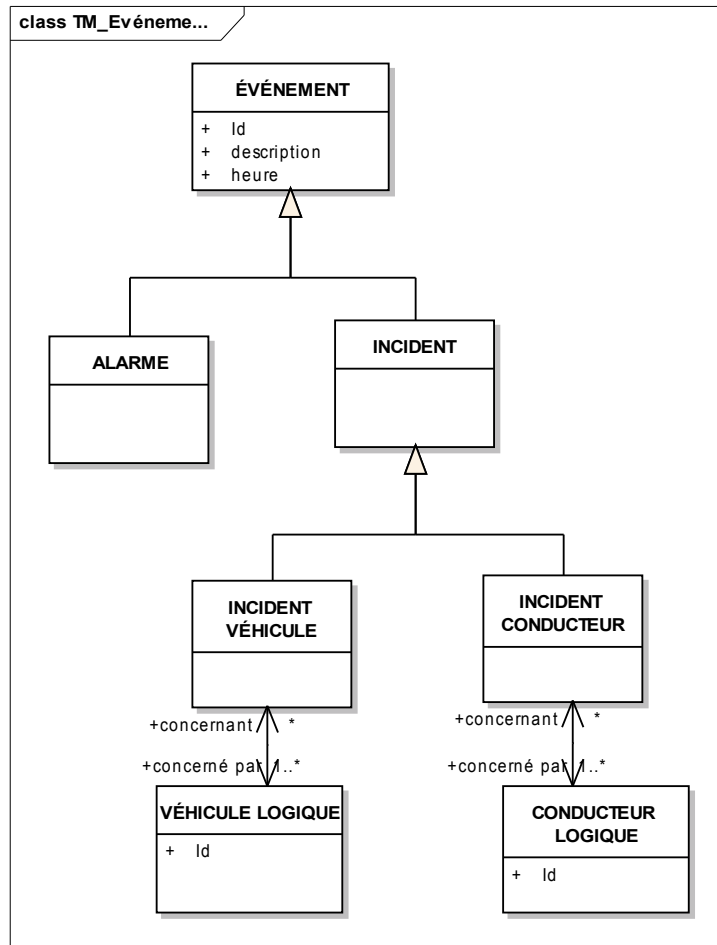 class TM_Evéneme...
ÉVÉNEMENT
+ Id
+ description
+ heure
ALARME
INCIDENT
INCIDENT
VÉHICULE
INCIDENT
CONDUCTEUR
+concernant *
+concerné par 1..*
+concernant *
+concerné par 1..*
VÉHICULE LOGIQUE
+ Id
CONDUCTEUR
LOGIQUE
+ Id